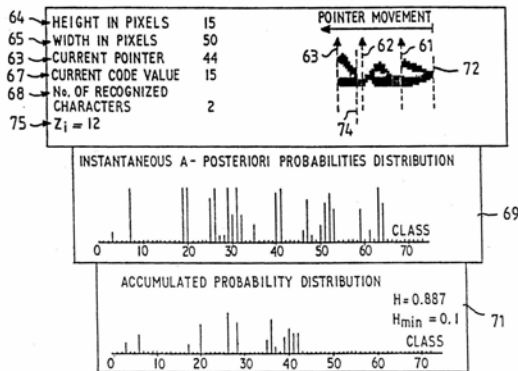 64 HEIGHT IN PIXELS 15
65 WIDTH IN PIXELS 50
63 CURRENT POINTER 44
67 CURRENT CODE VALUE 15
68 No. OF RECOGNIZED
CHARACTERS 2
75 Zi = 12
POINTER MOVEMENT
63 62 61
72
74
INSTANTANEOUS A- POSTERIORI PROBABILITIES DISTRIBUTION
CLASS
0 10 20 30 40 50 60 70
69
ACCUMULATED PROBABILITY DISTRIBUTION
H=0.887
Hmin=0.1
CLASS
0 10 20 30 40 50 60 70
71